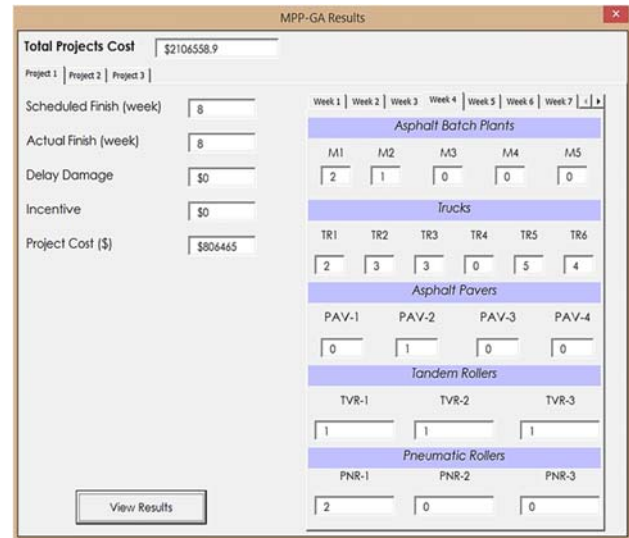 MPP-GA Results
x
Total Projects Cost $2106558.9
Project 1 Project 2 Project 3
Scheduled Finish (week) 8
Actual Finish (week) 8
Delay Damage $0
Incentive $0
Project Cost ($) $806465
View Results
Week 1 Week 2 Week 3 Week 4 Week 5 Week 6 Week 7
Asphalt Batch Plants
M1 M2 M3 M4 M5
2 1 0 0 0
Trucks
TR1 TR2 TR3 TR4 TR5 TR6
2 3 3 0 5 4
Asphalt Pavers
PAV-1 PAV-2 PAV-3 PAV-4
0 1 0 0
Tandem Rollers
TVR-1 TVR-2 TVR-3
1 1 1
Pneumatic Rollers
PNR-1 PNR-2 PNR-3
2 0 0